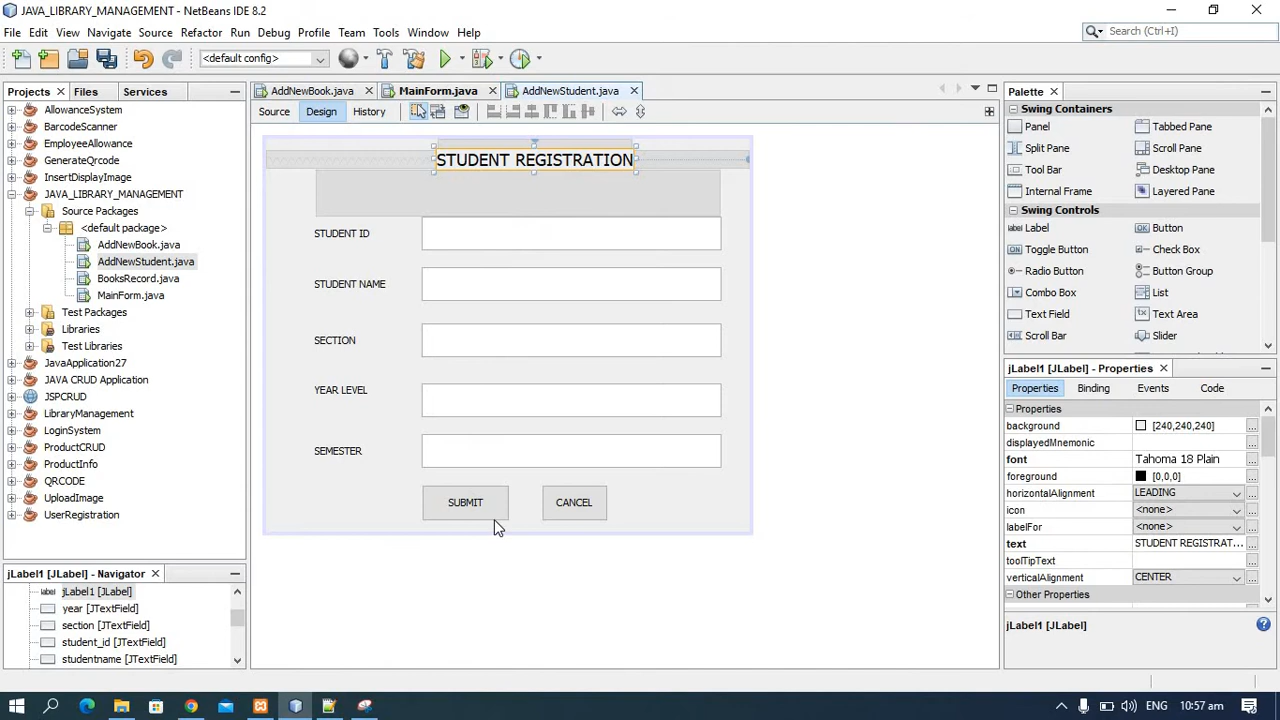 JAVA_LIBRARY_MANAGEMENT - NetBeans IDE 8.2
File Edit View Navigate Source Refactor Run Debug Profile Team Tools Window Help
Search (Ctrl+I)
<default config>
Projects Files Services
AddNewBook.java MainForm.java AddNewStudent.java
Palette
Source Design History
AllowanceSystem
BarcodeScanner
EmployeeAllowance
GenerateQrcode
InsertDisplayImage
JAVA_LIBRARY_MANAGEMENT
Source Packages
<default package>
AddNewBook.java
AddNewStudent.java
BooksRecord.java
MainForm.java
Test Packages
Libraries
Test Libraries
JavaApplication27
JAVA CRUD Application
JSPCRUD
LibraryManagement
LoginSystem
ProductCRUD
ProductInfo
QRCODE
UploadImage
UserRegistration
jLabel1 [JLabel] - Navigator
jLabel1 [JLabel]
year [JTextField]
section [JTextField]
student_id [JTextField]
studentname [JTextField]
STUDENT REGISTRATION
STUDENT ID
STUDENT NAME
SECTION
YEAR LEVEL
SEMESTER
SUBMIT CANCEL
Swing Containers
Panel Tabbed Pane
Split Pane Scroll Pane
Tool Bar Desktop Pane
Internal Frame Layered Pane
Swing Controls
Label Button
Toggle Button Check Box
Radio Button Button Group
Combo Box List
Text Field Text Area
Scroll Bar Slider
jLabel1 [JLabel] - Properties
Properties Binding Events Code
Properties
background [240,240,240]
displayedMnemonic
font Tahoma 18 Plain
foreground [0,0,0]
horizontalAlignment LEADING
icon <none>
labelFor <none>
text STUDENT REGISTRAT...
toolTipText
verticalAlignment CENTER
Other Properties
jLabel1 [JLabel]
ENG 10:57 am